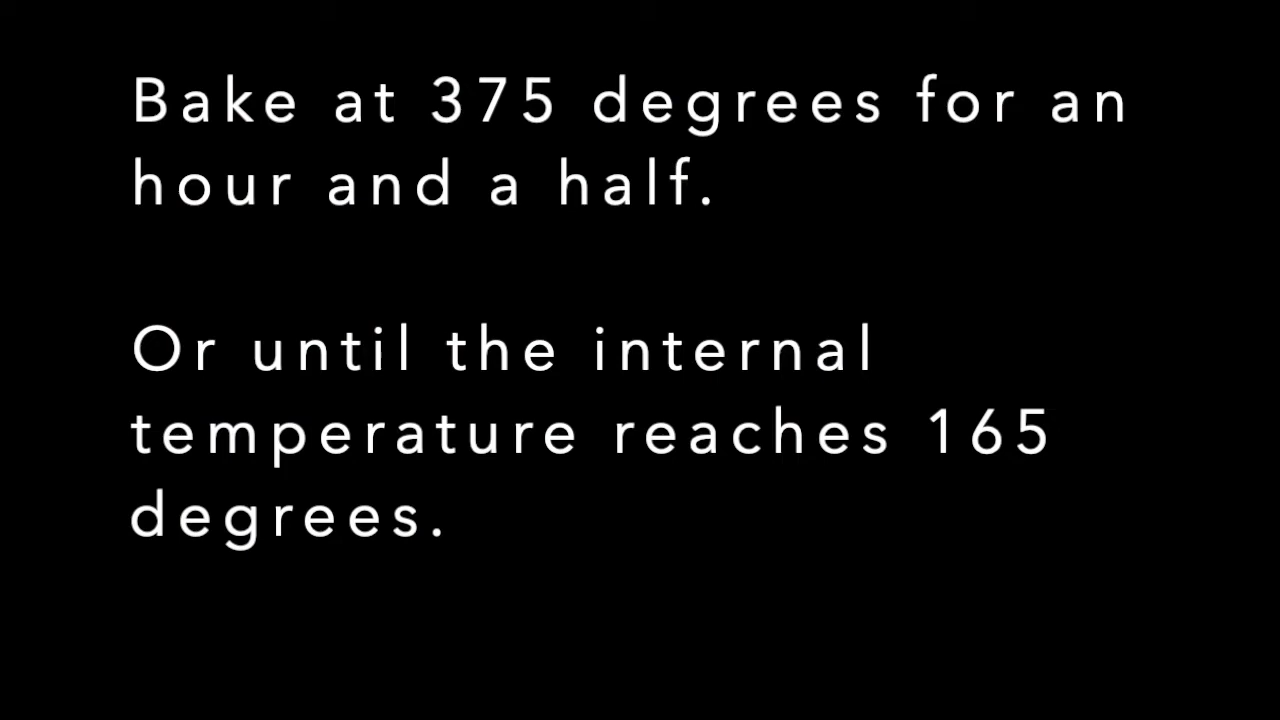 Bake at 375 degrees for an
hour and a half.
Or until the internal
temperature reaches 165
degrees.